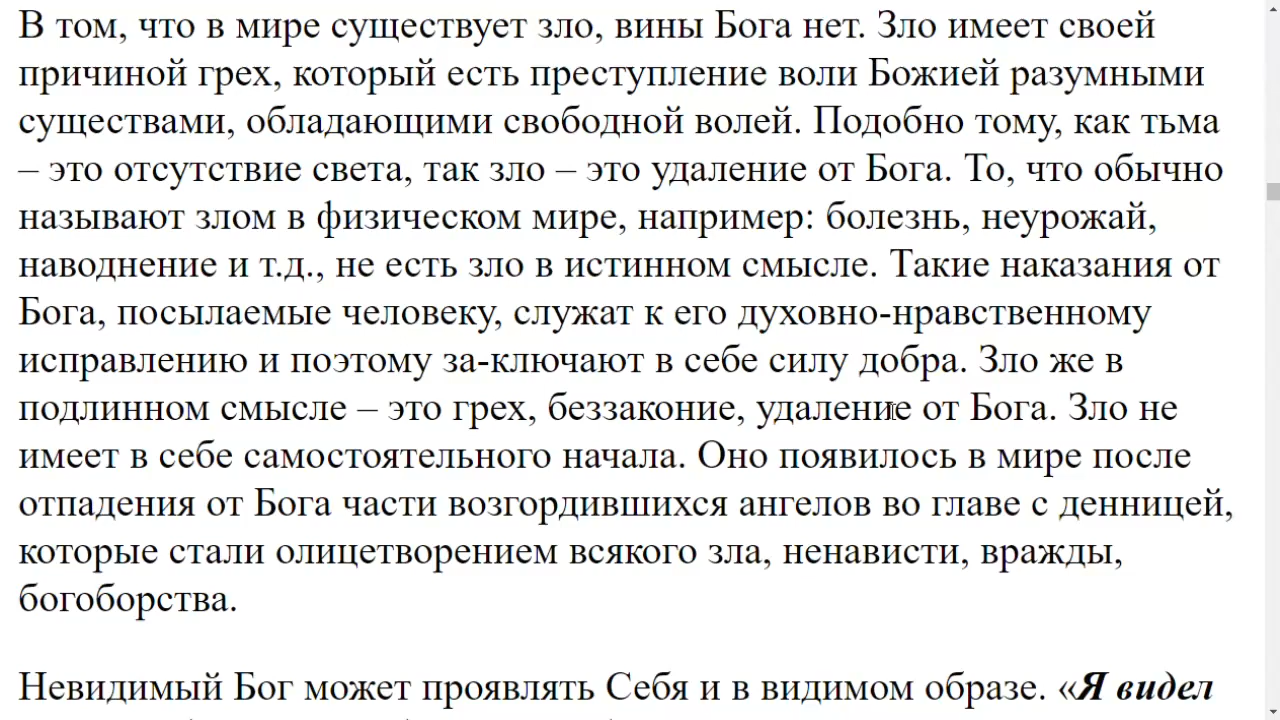 В том, что в мире существует зло, вины Бога нет. Зло имеет своей
причиной грех, который есть преступление воли Божией разумными
существами, обладающими свободной волей. Подобно тому, как тьма
– это отсутствие света, так зло – это удаление от Бога. То, что обычно
называют злом в физическом мире, например: болезнь, неурожай,
наводнение и т.д., не есть зло в истинном смысле. Такие наказания от
Бога, посылаемые человеку, служат к его духовно-нравственному
исправлению и поэтому за-ключают в себе силу добра. Зло же в
подлинном смысле – это грех, беззаконие, удаление от Бога. Зло не
имеет в себе самостоятельного начала. Оно появилось в мире после
отпадения от Бога части возгордившихся ангелов во главе с денницей,
которые стали олицетворением всякого зла, ненависти, вражды,
богоборства.
Невидимый Бог может проявлять Себя и в видимом образе. «Я видел